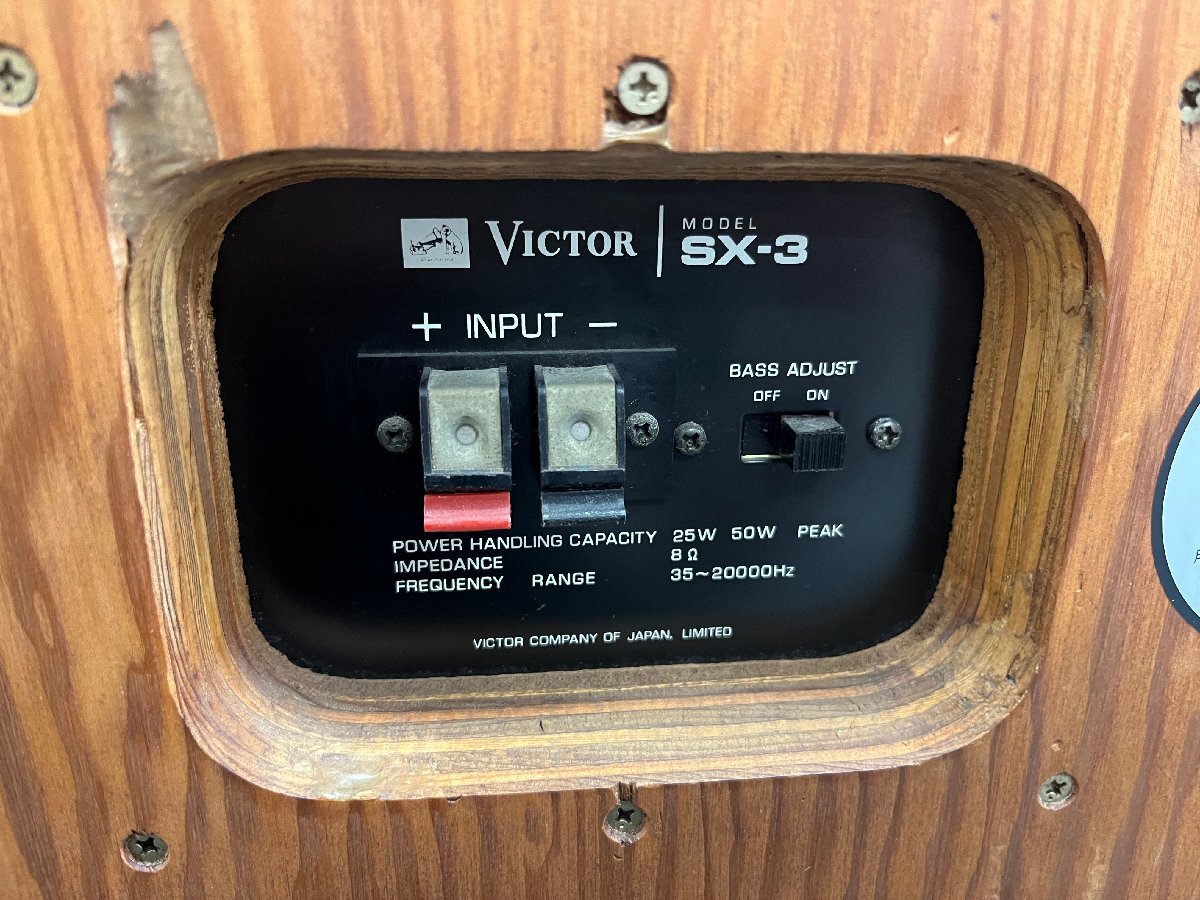 VICTOR
MODEL
SX-3
+ INPUT −
BASS ADJUST
OFF ON
POWER HANDLING CAPACITY 25W 50W PEAK
IMPEDANCE 8Ω
FREQUENCY RANGE 35~20000Hz
VICTOR COMPANY OF JAPAN, LIMITED